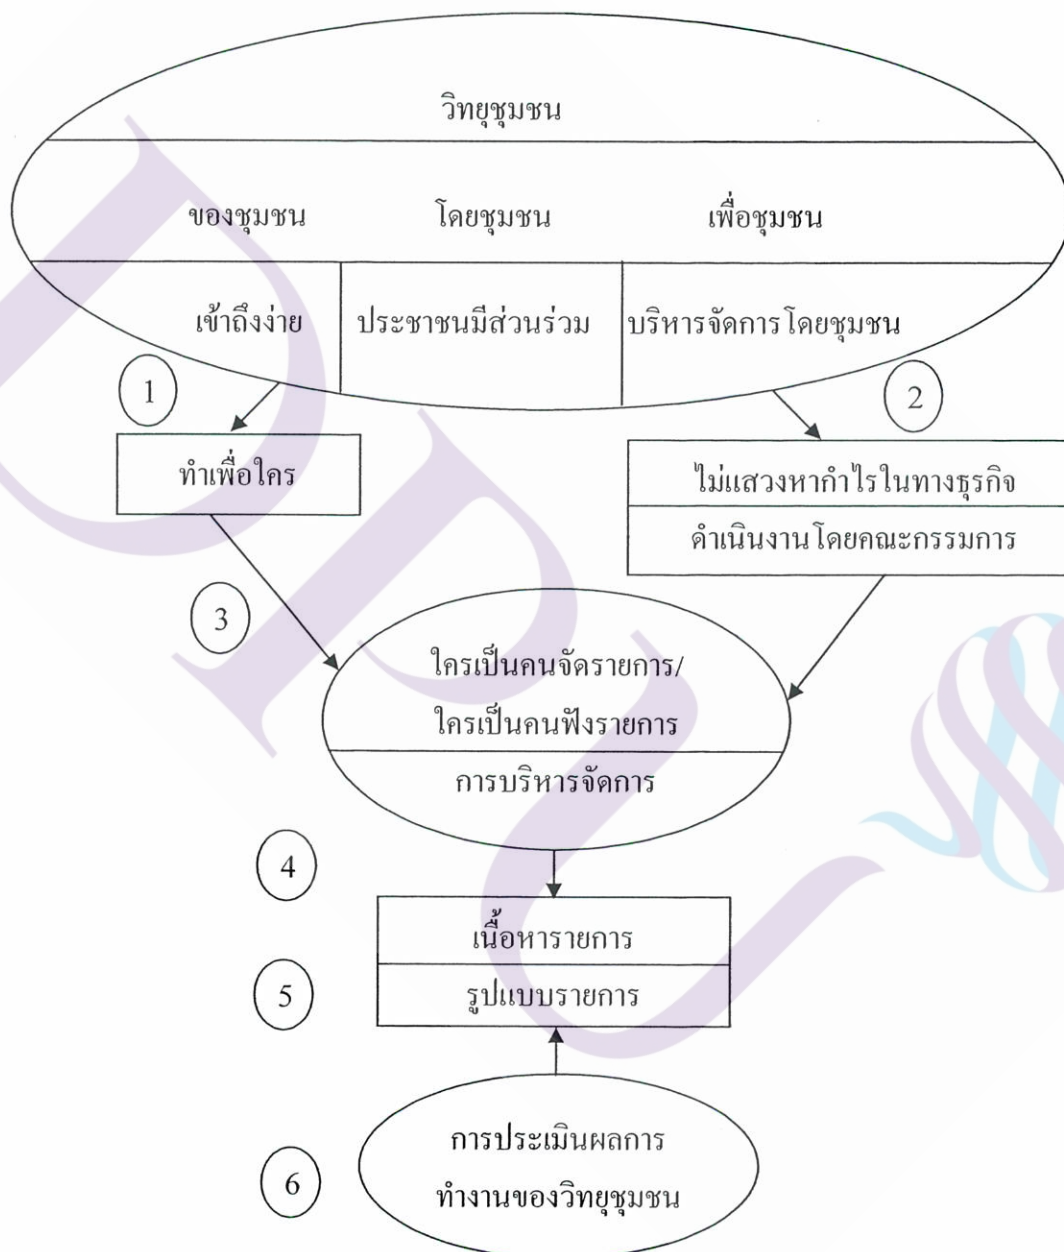 วิทยุชุมชน
ของชุมชน โดยชุมชน เพื่อชุมชน
เข้าถึงง่าย ประชาชนมีส่วนร่วม บริหารจัดการโดยชุมชน
1 2
ทำเพื่อใคร
ไม่แสวงหากำไรในทางธุรกิจ
ดำเนินงานโดยคณะกรรมการ
3
ใครเป็นคนจัดรายการ/
ใครเป็นคนฟังรายการ
การบริหารจัดการ
4
เนื้อหารายการ
5
รูปแบบรายการ
การประเมินผลการ
6
ทำงานของวิทยุชุมชน
DPU